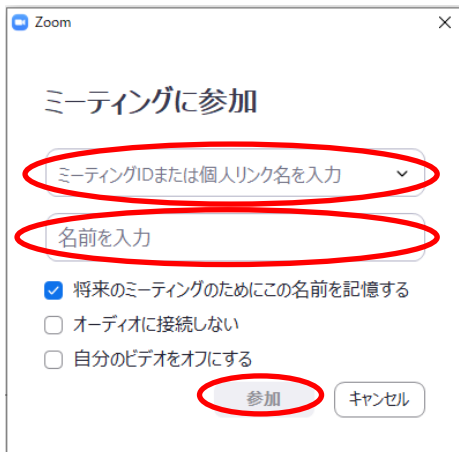 Zoom
ミーティングに参加
ミーティングIDまたは個人リンク名を入力
名前を入力
将来のミーティングのためにこの名前を記憶する
オーディオに接続しない
自分のビデオをオフにする
参加 キャンセル